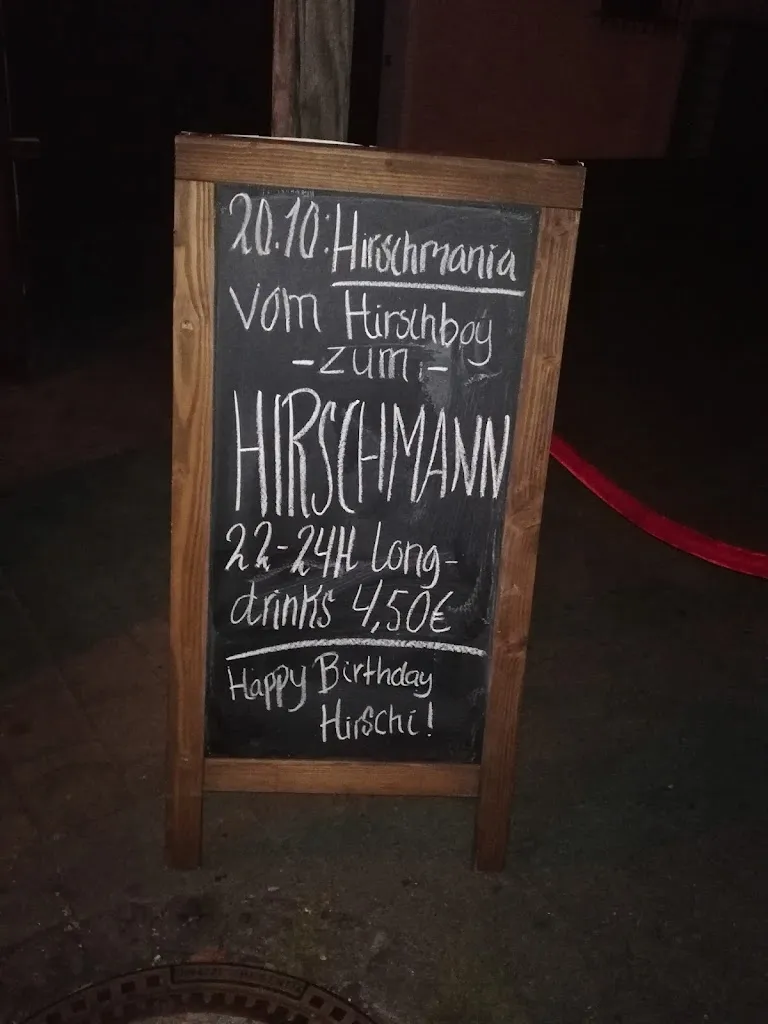 20.10: Hirschmania
vom Hirschboy
-zum-
HIRSCHMANN
22-24H Long-
drinks 4,50€
Happy Birthday
Hirschi!